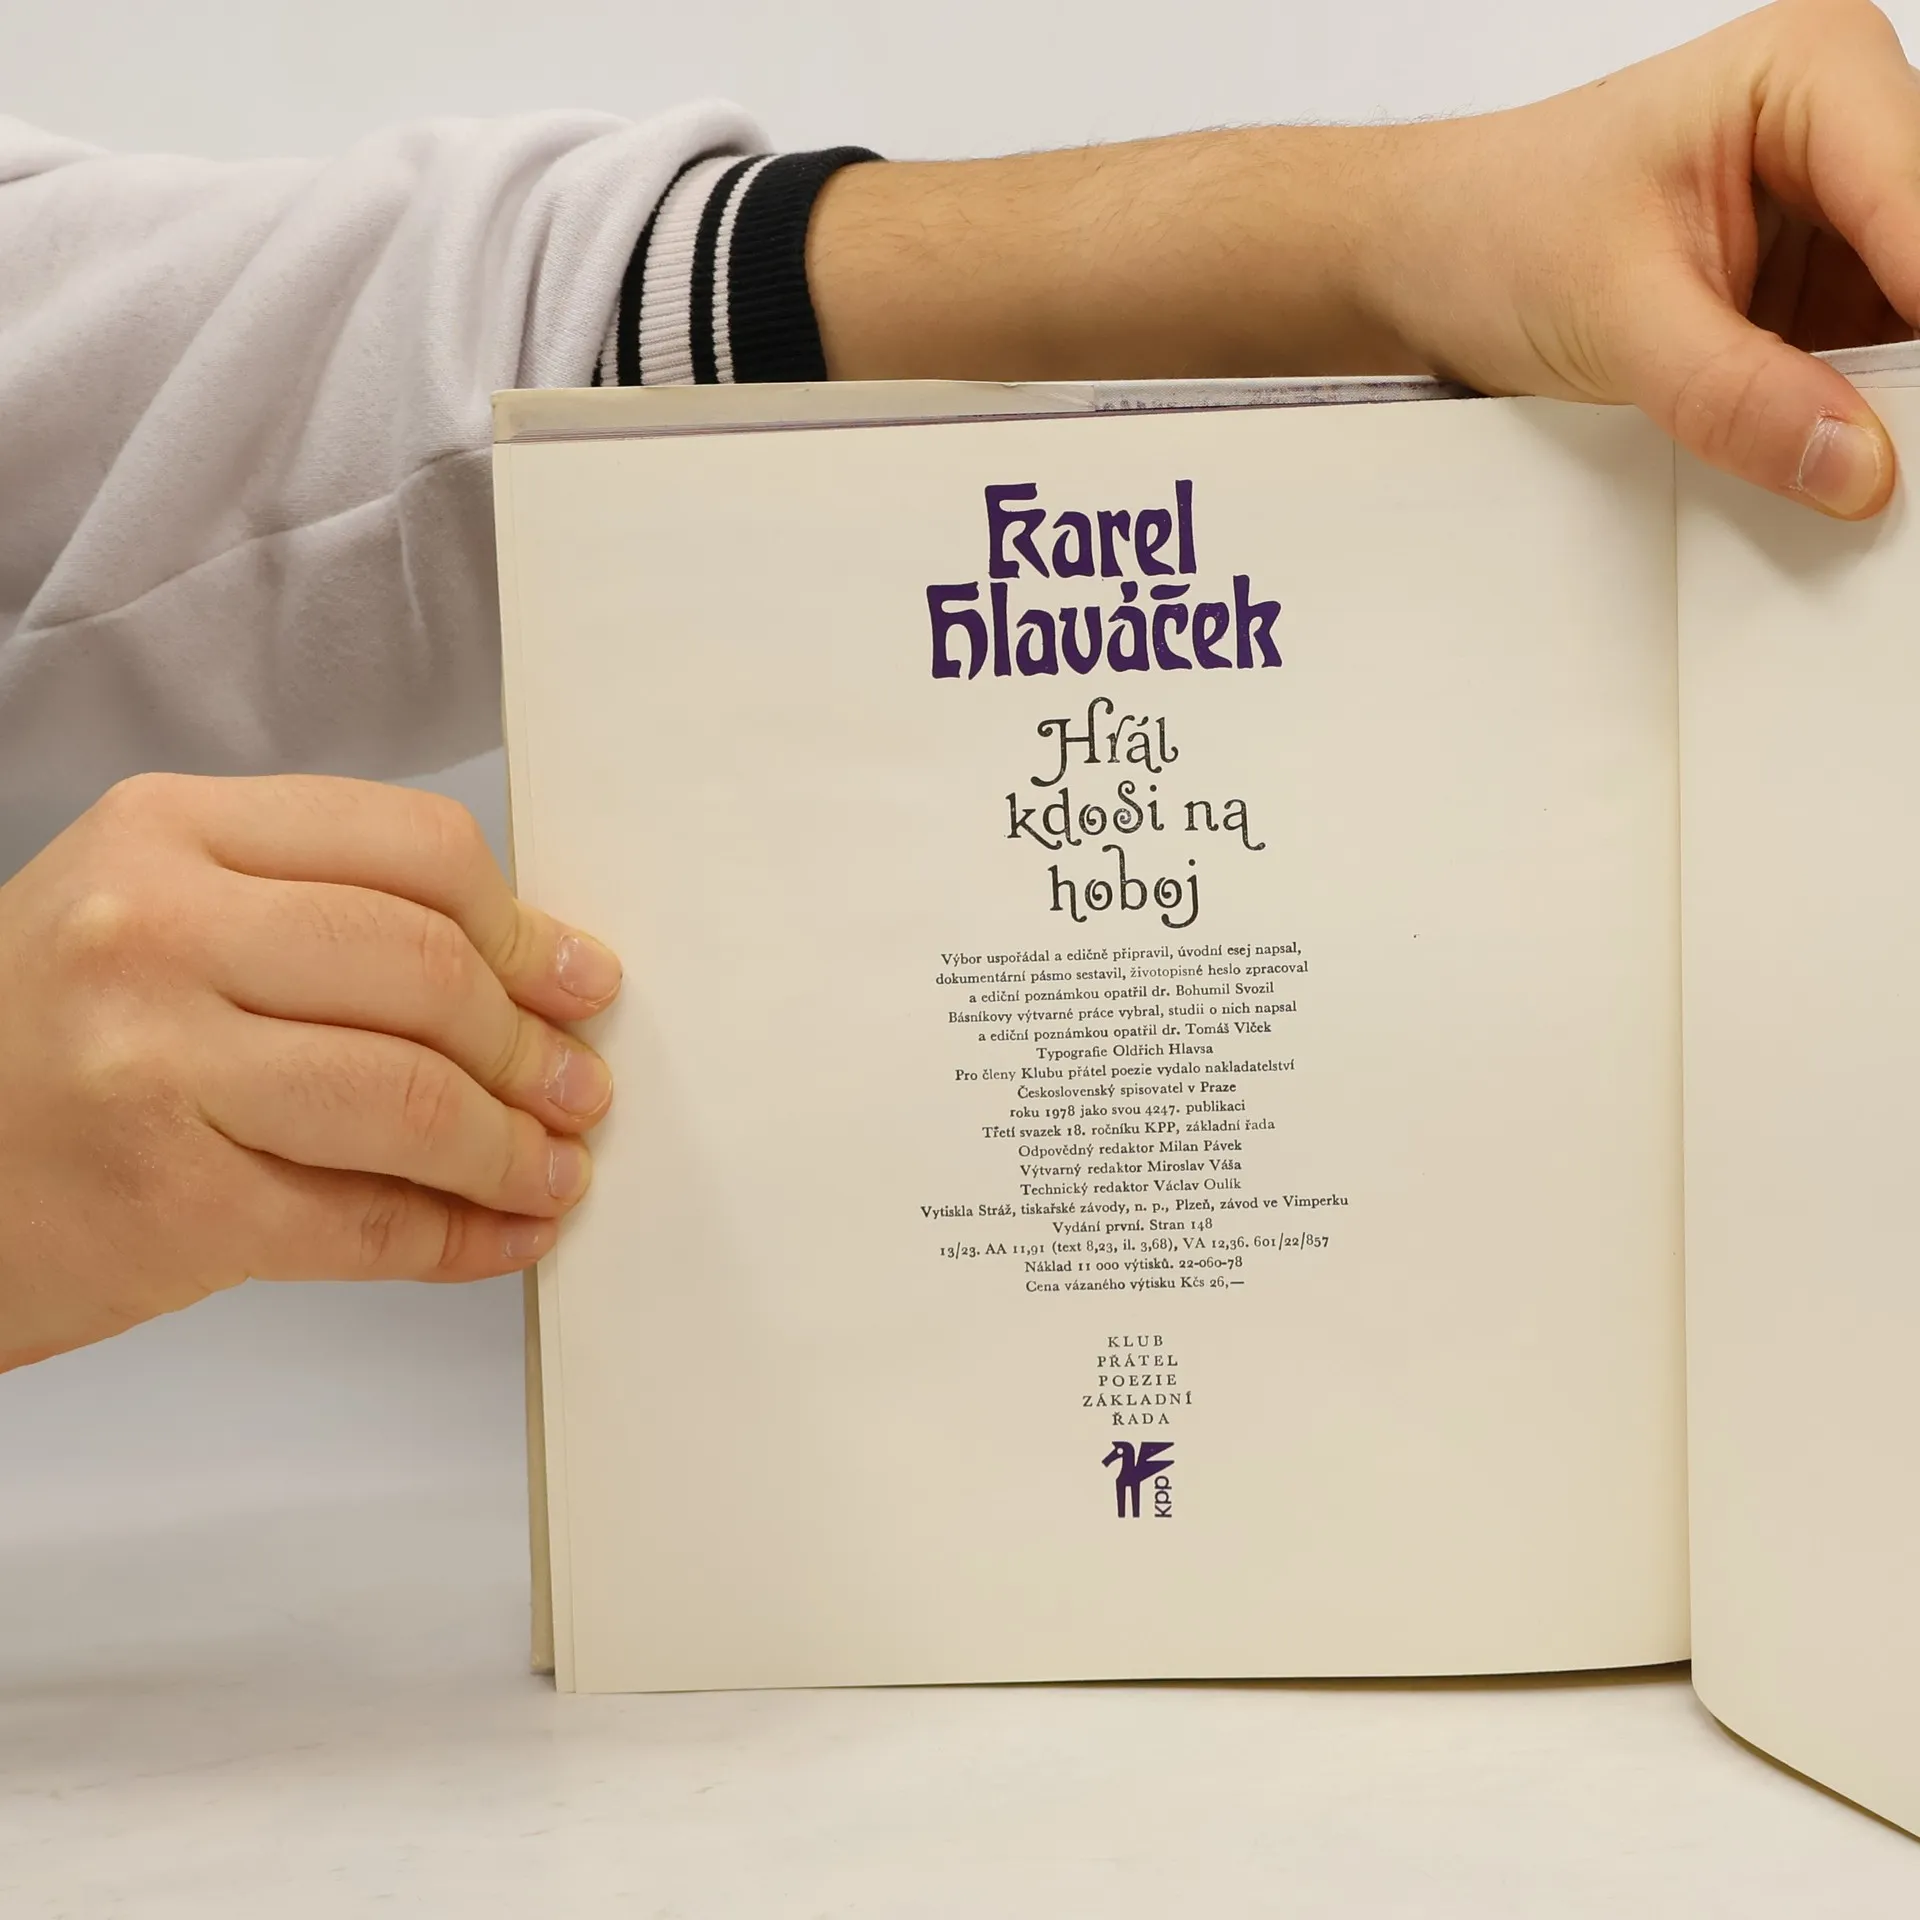 Karel
Hlaváček
Hrál
kdosi na
hoboj
Výbor uspořádal a edičně připravil, úvodní esej napsal,
dokumentární pásmo sestavil, životopisné heslo zpracoval
a ediční poznámkou opatřil dr. Bohumil Svozil
Básníkovy výtvarné práce vybral, studii o nich napsal
a ediční poznámkou opatřil dr. Tomáš Vlček
Typografie Oldřich Hlavsa
Pro členy Klubu přátel poezie vydalo nakladatelství
Československý spisovatel v Praze
roku 1978 jako svou 4247. publikaci
Třetí svazek 18. ročníku KPP, základní řada
Odpovědný redaktor Milan Pávek
Výtvarný redaktor Miroslav Váša
Technický redaktor Václav Oulík
Vytiskla Stráž, tiskařské závody, n. p., Plzeň, závod ve Vimperku
Vydání první. Stran 148
13/23. AA 11,91 (text 8,23, il. 3,68), VA 12,36. 601/22/857
Náklad 11 000 výtisků. 22-060-78
Cena vázaného výtisku Kčs 26,—
KLUB
PŘÁTEL
POEZIE
ZÁKLADNÍ
ŘADA
kpp